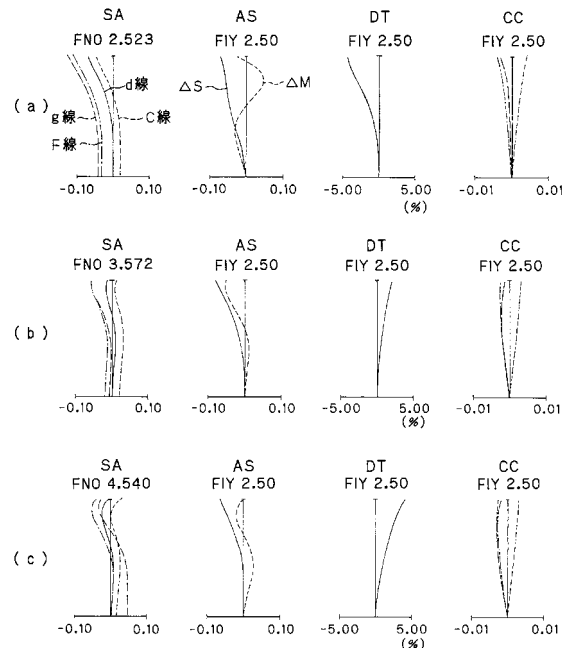 SA AS DT CC
FNO 2.523 FIY 2.50 FIY 2.50 FIY 2.50
(a)
d線
g線 C線
F線
ΔS ΔM
-0.10 0.10 -0.10 0.10 -5.00 5.00 -0.01 0.01
(%)
SA AS DT CC
FNO 3.572 FIY 2.50 FIY 2.50 FIY 2.50
(b)
-0.10 0.10 -0.10 0.10 -5.00 5.00 -0.01 0.01
(%)
SA AS DT CC
FNO 4.540 FIY 2.50 FIY 2.50 FIY 2.50
(c)
-0.10 0.10 -0.10 0.10 -5.00 5.00 -0.01 0.01
(%)